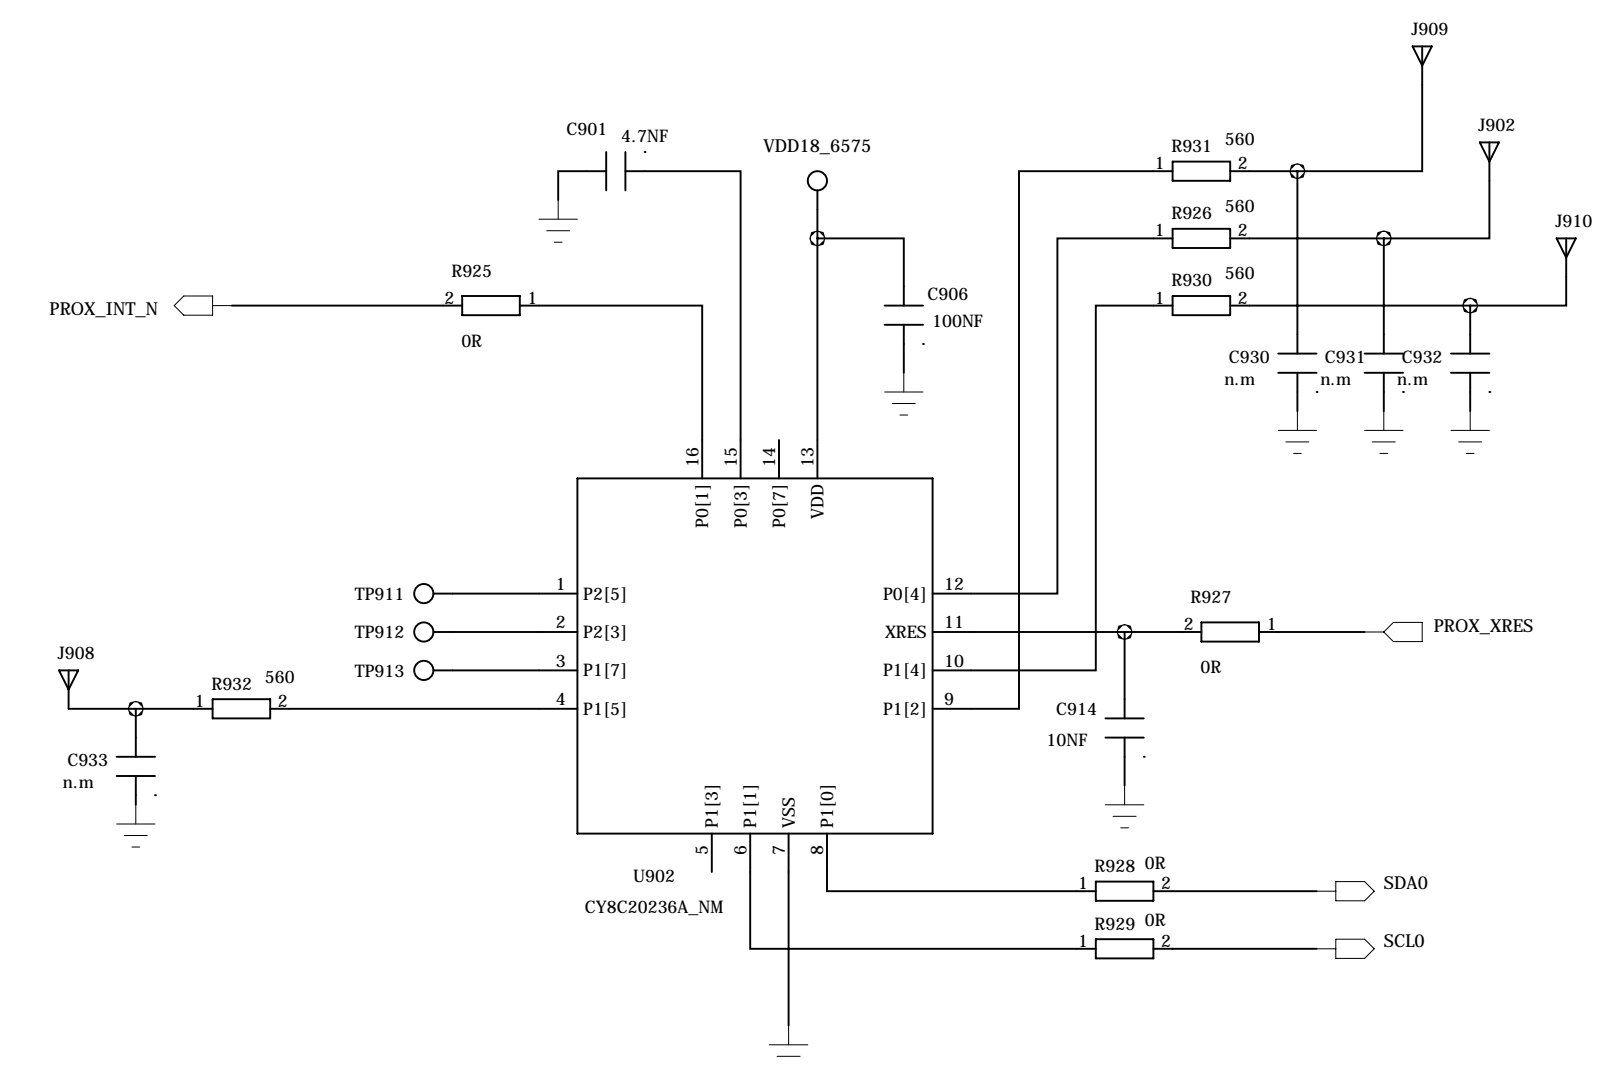 J909
C901 4.7NF
VDD18_6575
R931 560
1 2
J902
R926 560
1 2
J910
R925
2 1
0R
PROX_INT_N
R930 560
1 2
C906
100NF
C930
n.m
C931
n.m
C932
n.m
16
15
14
13
P0[1]
P0[3]
P0[7]
VDD
TP911 1 P2[5]
TP912 2 P2[3]
TP913 3 P1[7]
4 P1[5]
P0[4] 12
XRES 11
P1[4] 10
P1[2] 9
R927
2 1
0R
PROX_XRES
J908
R932 560
1 2
C933
n.m
C914
10NF
P1[3]
P1[1]
VSS
P1[0]
5
6
7
8
U902
CY8C20236A_NM
R928 0R
1 2
SDA0
R929 0R
1 2
SCL0